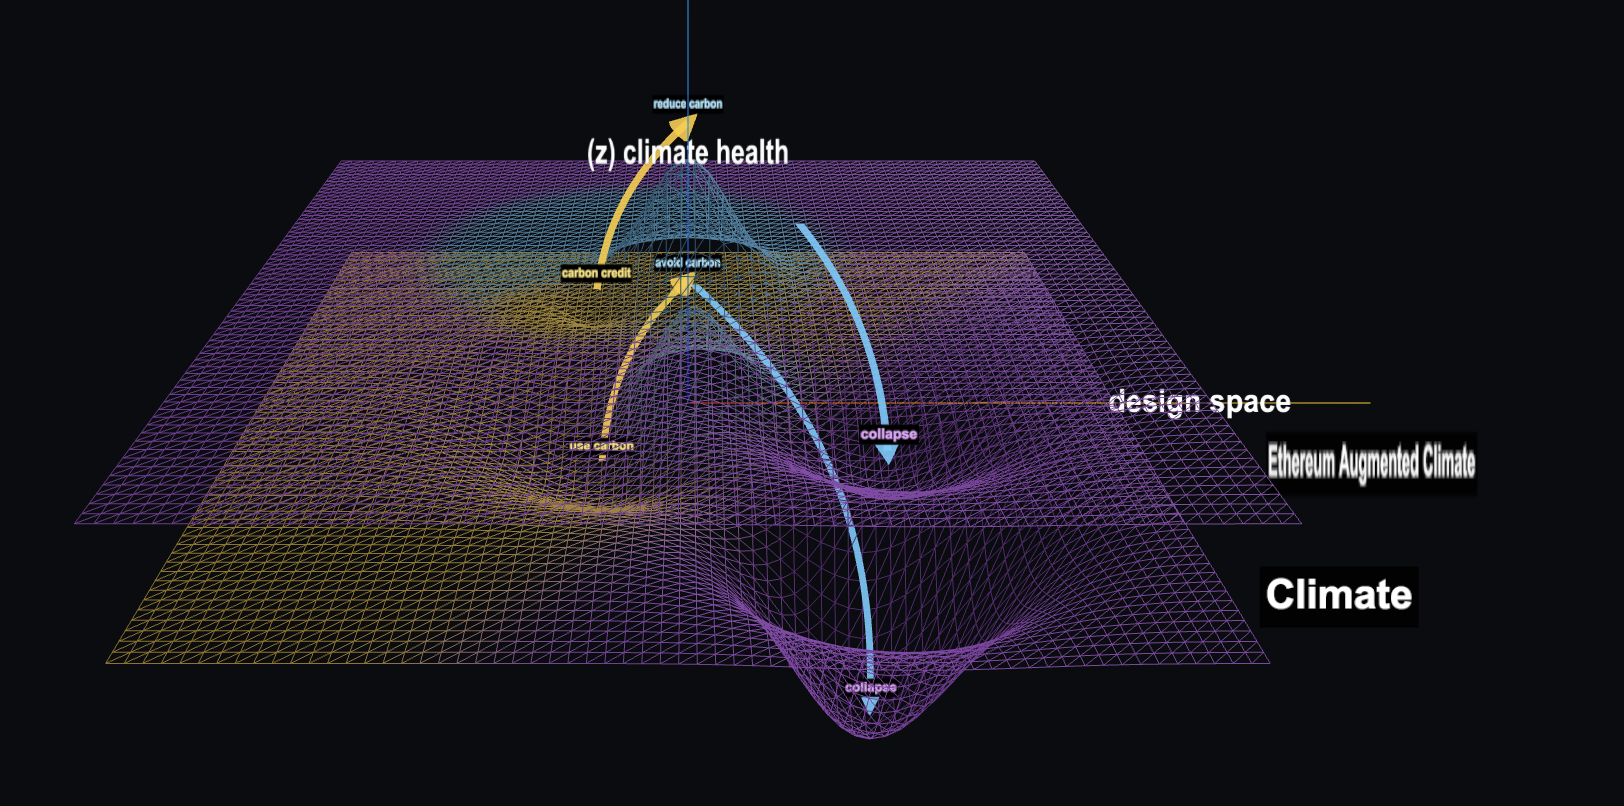 reduce carbon
(z) climate health
avoid carbon
carbon credit
design space
collapse
use carbon
Ethereum Augmented Climate
Climate
collapse